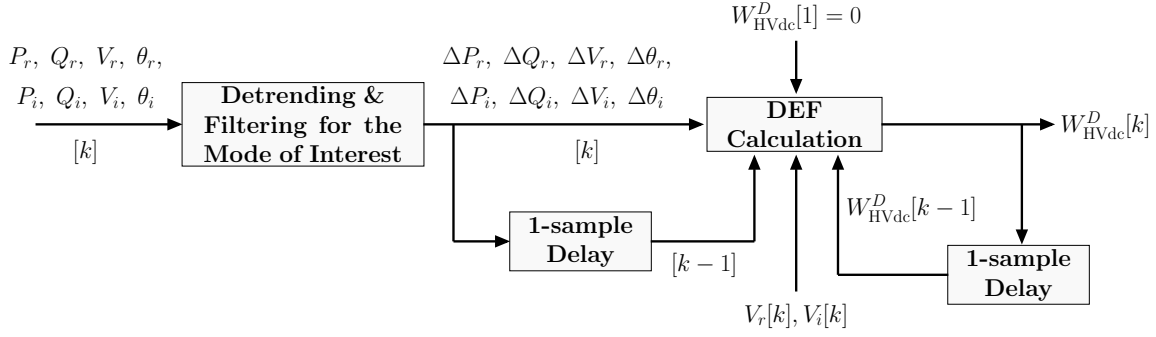 W^D_HVdc[1] = 0
P_r, Q_r, V_r, θ_r,
P_i, Q_i, V_i, θ_i
[k]
Detrending &
Filtering for the
Mode of Interest
ΔP_r, ΔQ_r, ΔV_r, Δθ_r,
ΔP_i, ΔQ_i, ΔV_i, Δθ_i
[k]
DEF
Calculation
W^D_HVdc[k]
1-sample
Delay
[k − 1]
W^D_HVdc[k − 1]
1-sample
Delay
V_r[k], V_i[k]